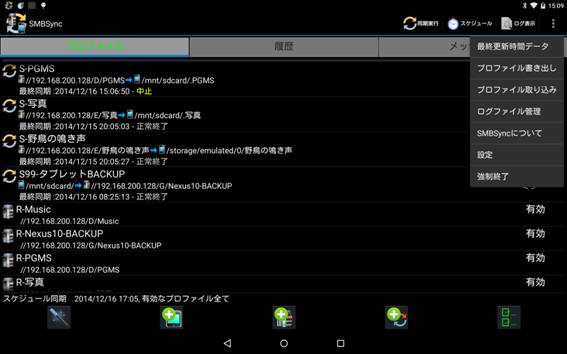 15:09
SMBSync
同期実行
スケジュール
ログ表示
プロファイル
履歴
メッ
最終更新時間データ
プロファイル書き出し
プロファイル取り込み
ログファイル管理
SMBSyncについて
設定
強制終了
S-PGMS
//192.168.200.128/D/PGMS /mnt/sdcard/.PGMS
最終同期 :2014/12/16 15:06:50 - 中止
S-写真
//192.168.200.128/E/写真 /mnt/sdcard/.写真
最終同期 :2014/12/15 20:05:03 - 正常終了
S-野鳥の鳴き声
//192.168.200.128/E/野鳥の鳴き声 /storage/emulated/0/野鳥の鳴き声
最終同期 :2014/12/15 20:05:27 - 正常終了
S99-タブレットBACKUP
/mnt/sdcard/ //192.168.200.128/G/Nexus10-BACKUP
最終同期 :2014/12/16 08:25:13 - 正常終了
R-Music 有効
//192.168.200.128/D/Music
R-Nexus10-BACKUP 有効
//192.168.200.128/G/Nexus10-BACKUP
R-PGMS 有効
//192.168.200.128/D/PGMS
R-写真 有効
スケジュール同期 2014/12/16 17:05, 有効なプロファイル全て